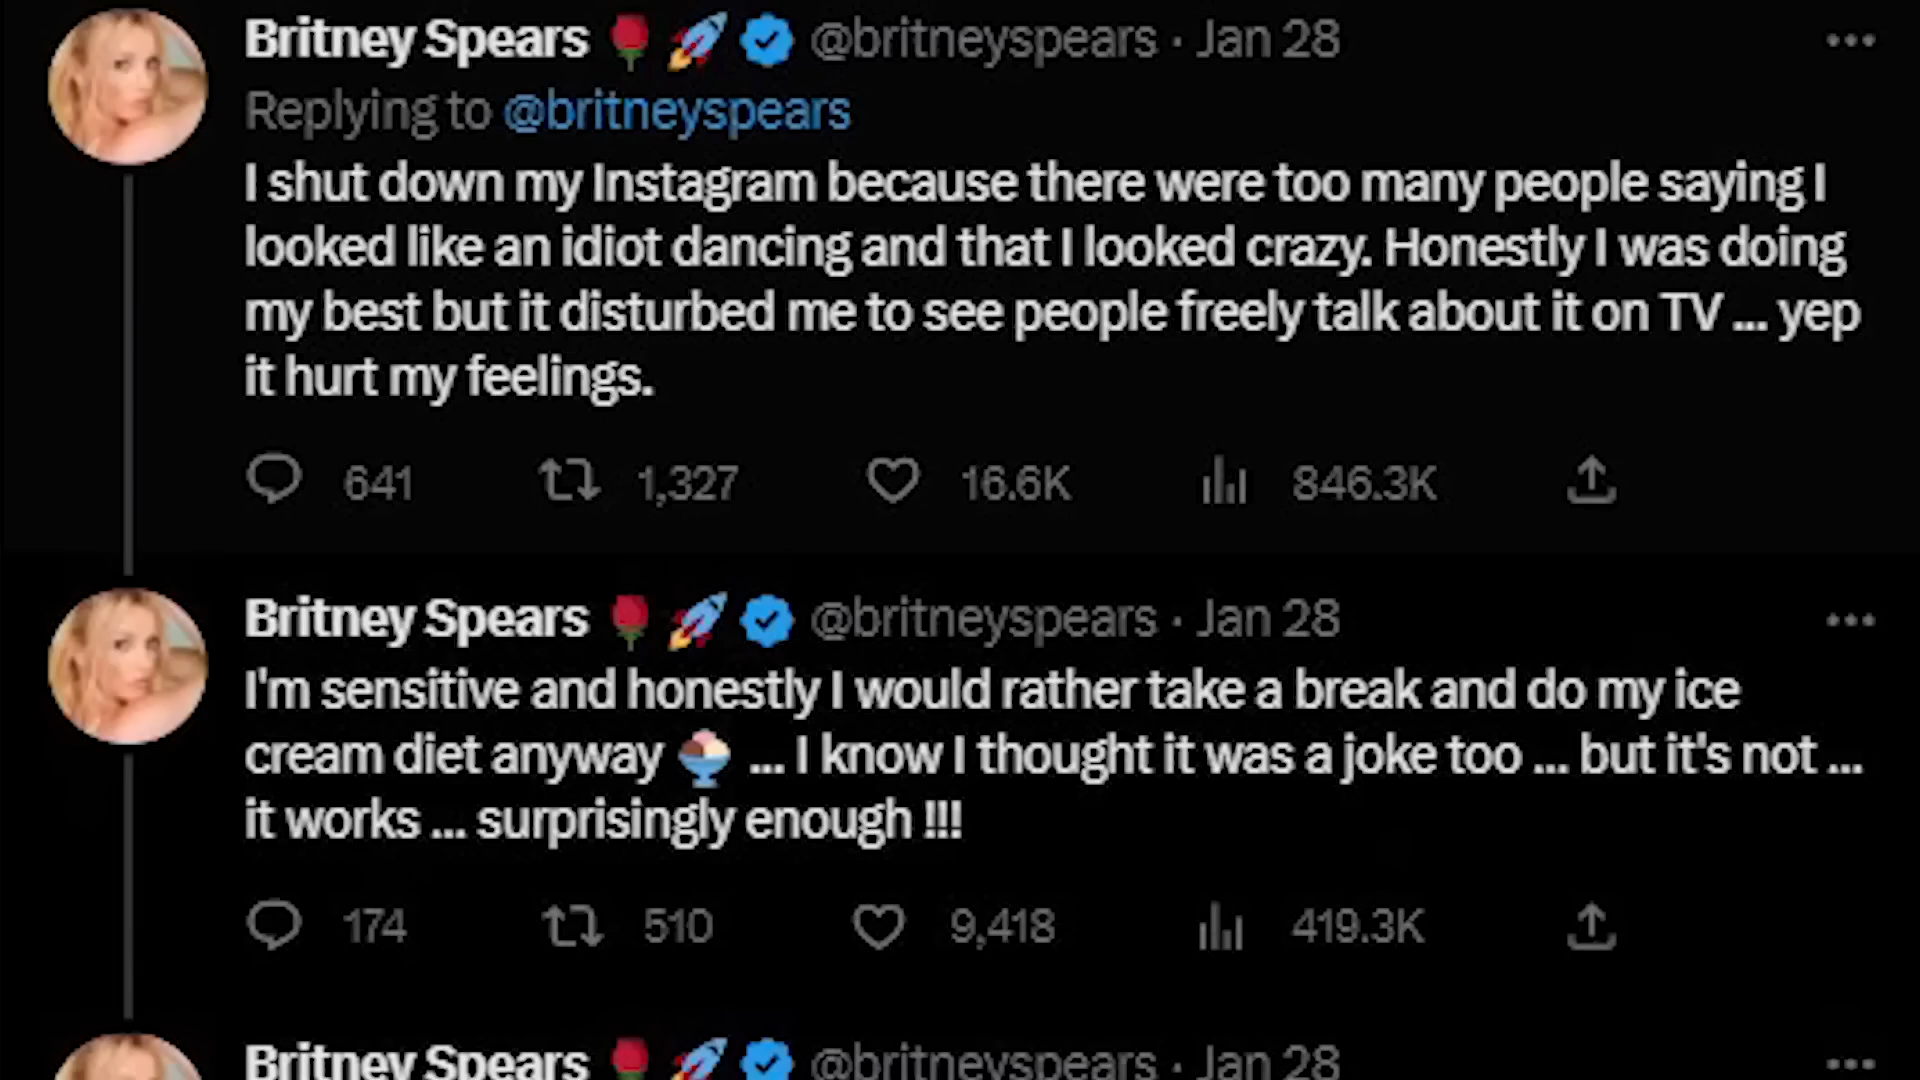 Britney Spears 🌹 🚀 @britneyspears · Jan 28
Replying to @britneyspears
I shut down my Instagram because there were too many people saying I
looked like an idiot dancing and that I looked crazy. Honestly I was doing
my best but it disturbed me to see people freely talk about it on TV ... yep
it hurt my feelings.
641 1,327 16.6K 846.3K
Britney Spears 🌹 🚀 @britneyspears · Jan 28
I'm sensitive and honestly I would rather take a break and do my ice
cream diet anyway 🍨 ... I know I thought it was a joke too ... but it's not ...
it works ... surprisingly enough !!!
174 510 9,418 419.3K
Britney Spears 🌹 🚀 @britneyspears · Jan 28